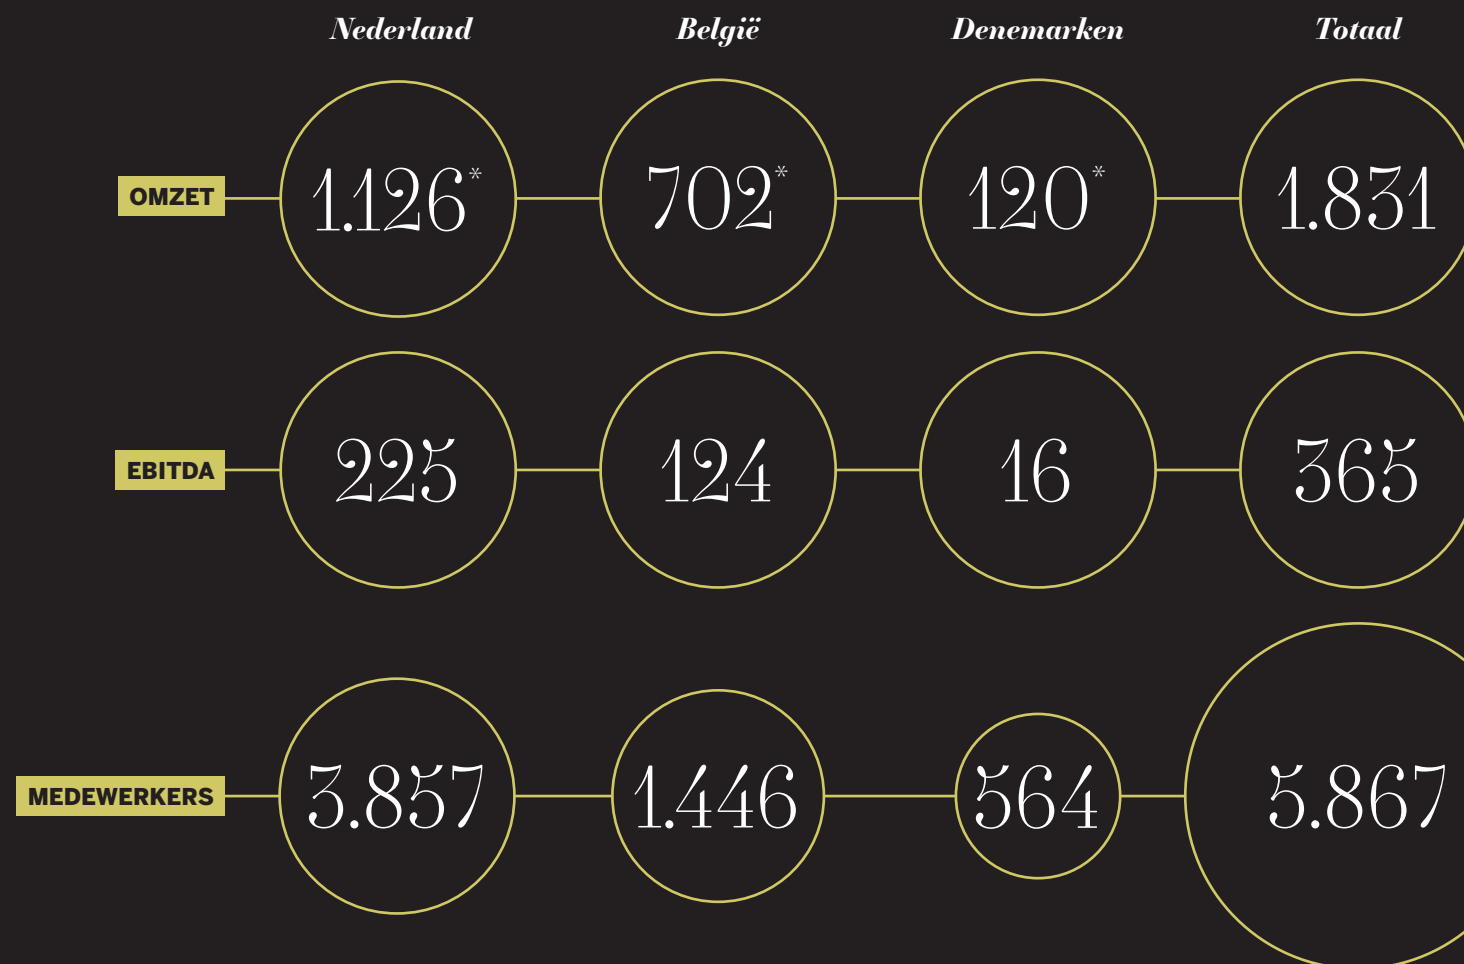 Nederland België Denemarken Totaal
OMZET 1.126* 702* 120* 1.831
EBITDA 225 124 16 365
MEDEWERKERS 3.857 1.446 564 5.867